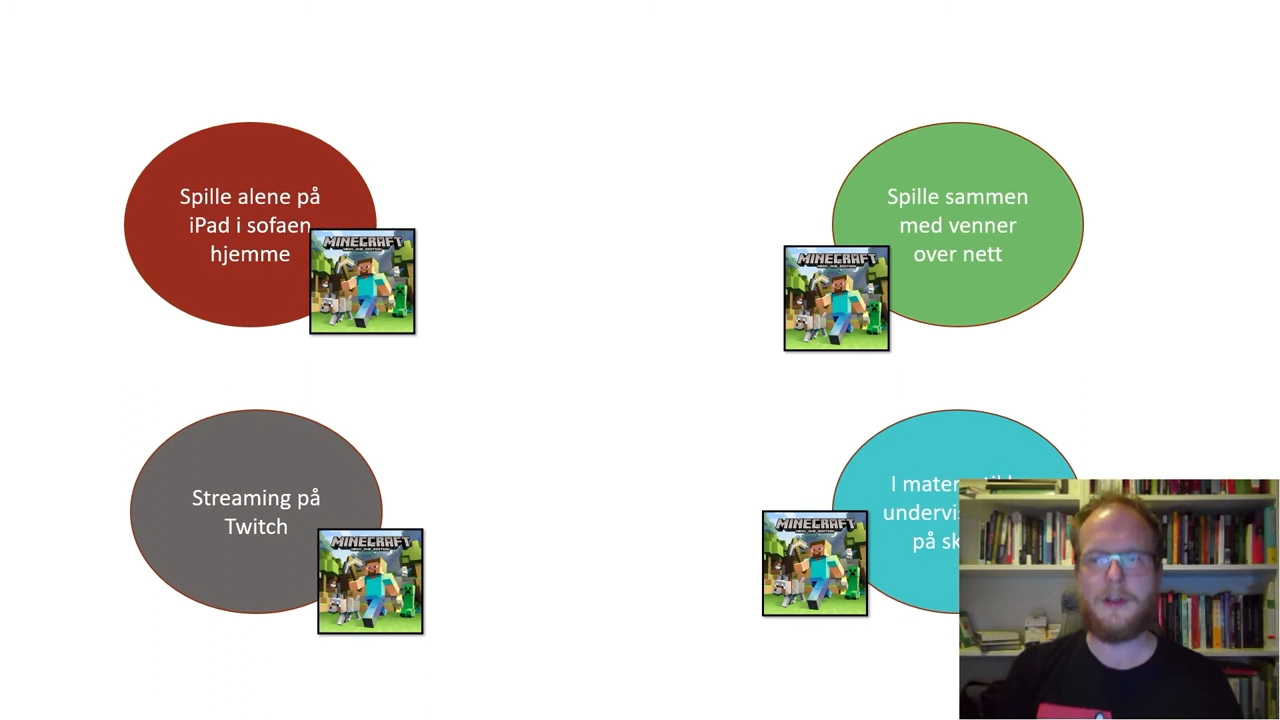 Spille alene på
iPad i sofaen
hjemme
MINECRAFT
Spille sammen
med venner
over nett
MINECRAFT
Streaming på
Twitch
MINECRAFT
I
på
MINECRAFT